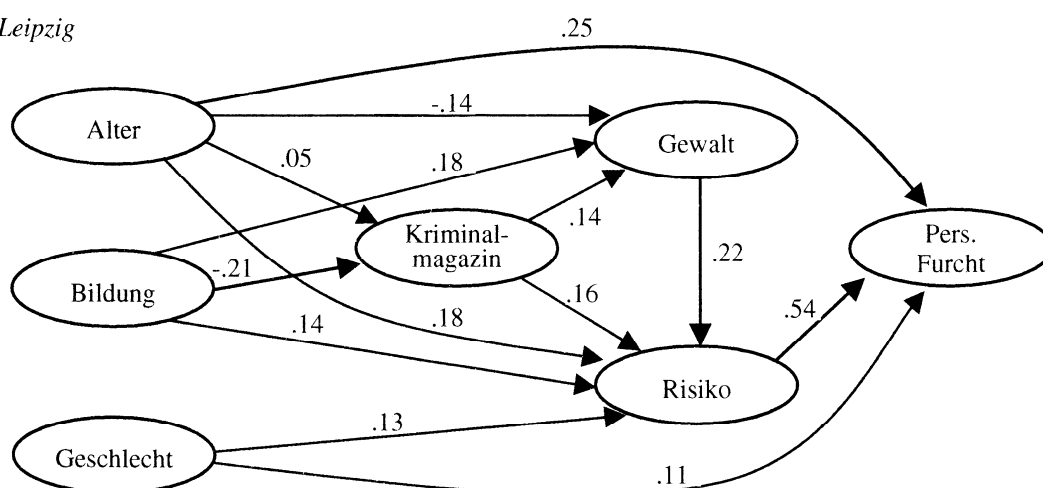 Leipzig
.25
Alter
-.14
Gewalt
.05
.18
Kriminal-
magazin
.14
Pers.
Furcht
.22
Bildung
-.21
.16
.14
.18
.54
Risiko
.13
Geschlecht
.11